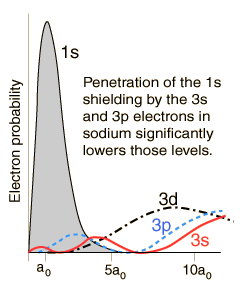 1s
Penetration of the 1s
shielding by the 3s
and 3p electrons in
sodium significantly
lowers those levels.
Electron probability
3d
3p
3s
a₀ 5a₀ 10a₀